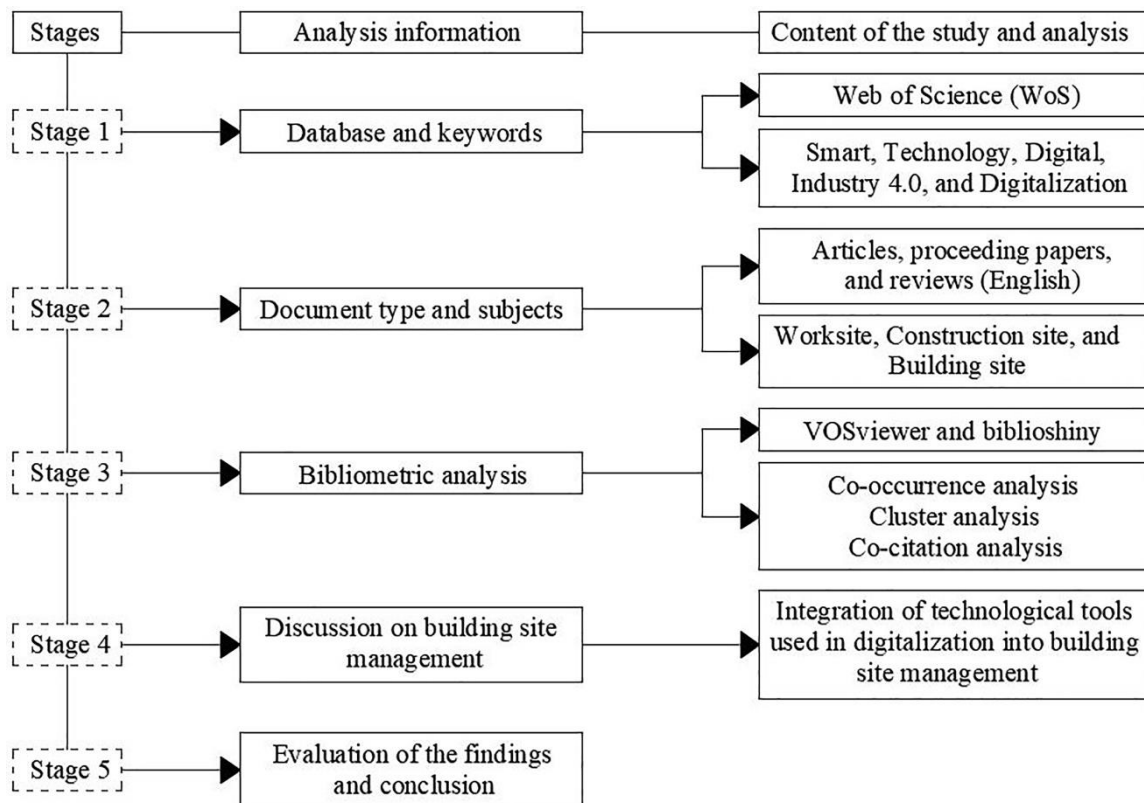 Stages
Analysis information
Content of the study and analysis
Stage 1
Database and keywords
Web of Science (WoS)
Smart, Technology, Digital,
Industry 4.0, and Digitalization
Stage 2
Document type and subjects
Articles, proceeding papers,
and reviews (English)
Worksite, Construction site, and
Building site
Stage 3
Bibliometric analysis
VOSviewer and biblioshiny
Co-occurrence analysis
Cluster analysis
Co-citation analysis
Stage 4
Discussion on building site
management
Integration of technological tools
used in digitalization into building
site management
Stage 5
Evaluation of the findings
and conclusion